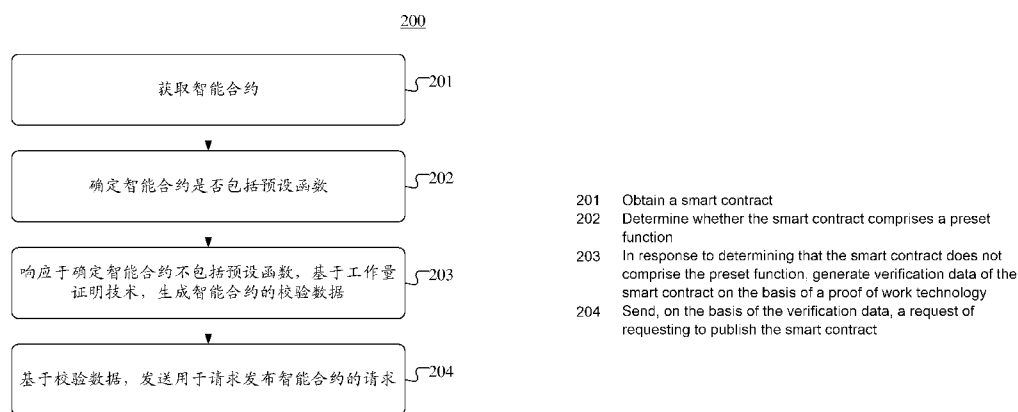 200
获取智能合约
201
确定智能合约是否包括预设函数
202
响应于确定智能合约不包括预设函数，基于工作量
证明技术，生成智能合约的校验数据
203
基于校验数据，发送用于请求发布智能合约的请求
204
201 Obtain a smart contract
202 Determine whether the smart contract comprises a preset
function
203 In response to determining that the smart contract does not
comprise the preset function, generate verification data of the
smart contract on the basis of a proof of work technology
204 Send, on the basis of the verification data, a request of
requesting to publish the smart contract